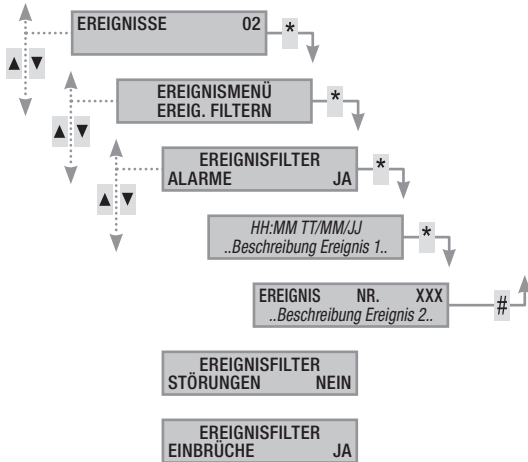 EREIGNISSE 02 *
▲ ▼
EREIGNISMENÜ
EREIG. FILTERN *
▲ ▼
EREIGNISFILTER
ALARME JA *
▲ ▼
HH:MM TT/MM/JJ
..Beschreibung Ereignis 1.. *
EREIGNIS NR. XXX
..Beschreibung Ereignis 2.. #
EREIGNISFILTER
STÖRUNGEN NEIN
EREIGNISFILTER
EINBRÜCHE JA